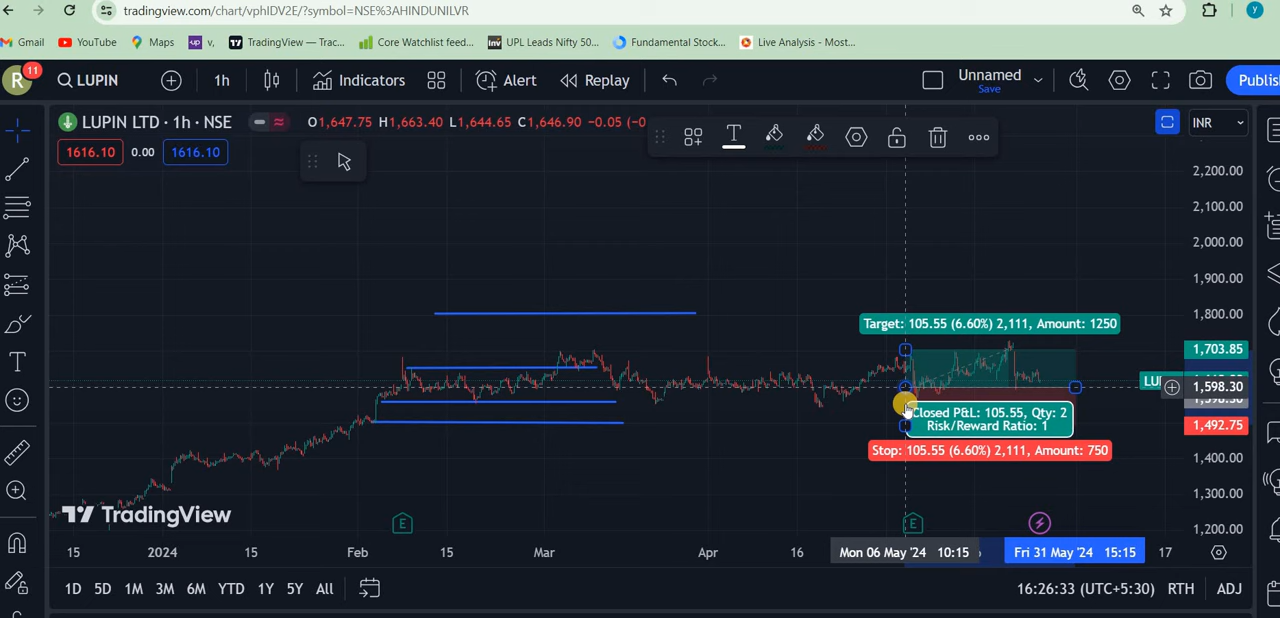 tradingview.com/chart/vphIDV2E/?symbol=NSE%3AHINDUNILVR
y
Gmail
YouTube
Maps
up v,
TradingView — Trac...
Core Watchlist feed...
Inv UPL Leads Nifty 50...
Fundamental Stock...
Live Analysis - Most...
R
11
LUPIN
1h
Indicators
Alert
Replay
Unnamed
Save
Publis
LUPIN LTD · 1h · NSE
O1,647.75 H1,663.40 L1,644.65 C1,646.90 -0.05 (-0
INR
1616.10
0.00
1616.10
2,200.00
2,100.00
2,000.00
1,900.00
1,800.00
Target: 105.55 (6.60%) 2,111, Amount: 1250
1,703.85
LU
1,598.30
Closed P&L: 105.55, Qty: 2
Risk/Reward Ratio: 1
1,492.75
Stop: 105.55 (6.60%) 2,111, Amount: 750
1,400.00
1,300.00
1,200.00
TradingView
E
E
15
2024
15
Feb
15
Mar
Apr
16
Mon 06 May '24 10:15
Fri 31 May '24 15:15
17
1D
5D
1M
3M
6M
YTD
1Y
5Y
All
16:26:33 (UTC+5:30)
RTH
ADJ